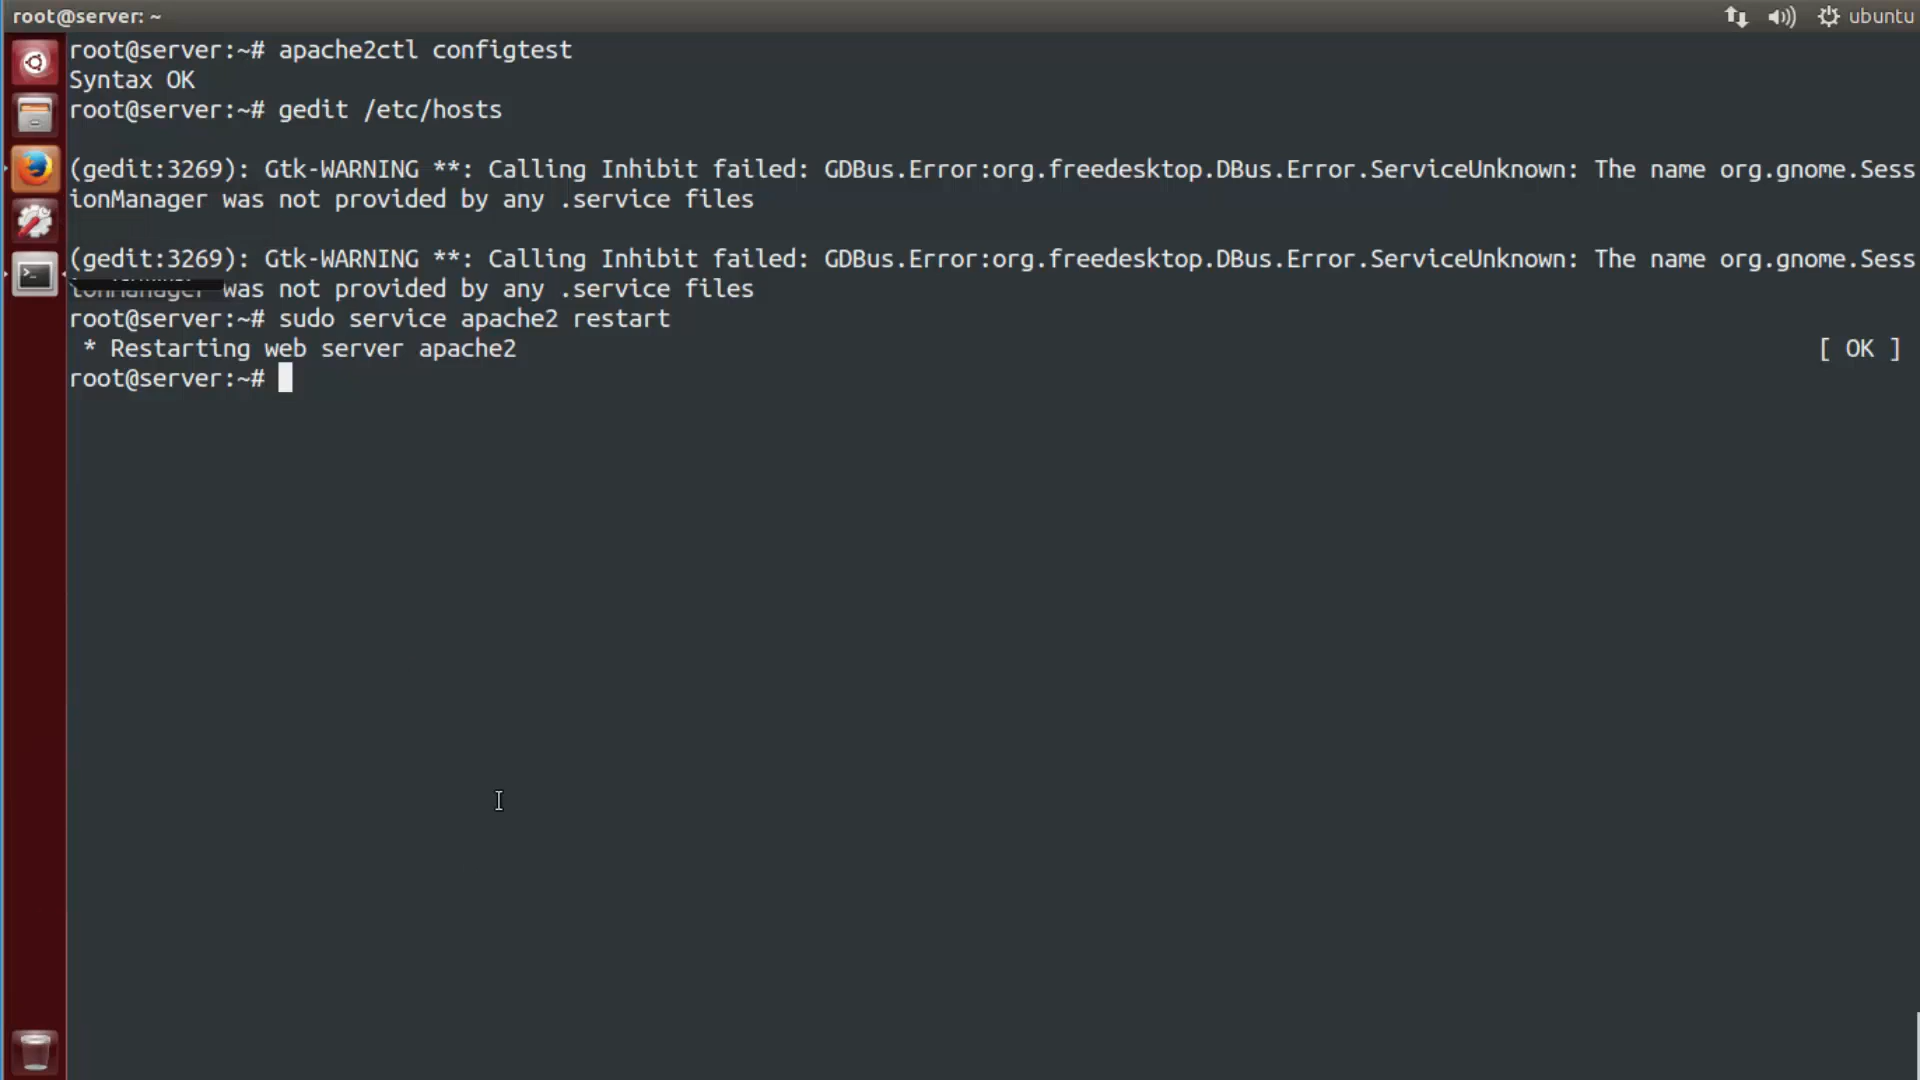 root@server: ~
ubuntu
root@server:~# apache2ctl configtest
Syntax OK
root@server:~# gedit /etc/hosts
(gedit:3269): Gtk-WARNING **: Calling Inhibit failed: GDBus.Error:org.freedesktop.DBus.Error.ServiceUnknown: The name org.gnome.Sess
ionManager was not provided by any .service files
(gedit:3269): Gtk-WARNING **: Calling Inhibit failed: GDBus.Error:org.freedesktop.DBus.Error.ServiceUnknown: The name org.gnome.Sess
ionManager was not provided by any .service files
root@server:~# sudo service apache2 restart
* Restarting web server apache2 [ OK ]
root@server:~#